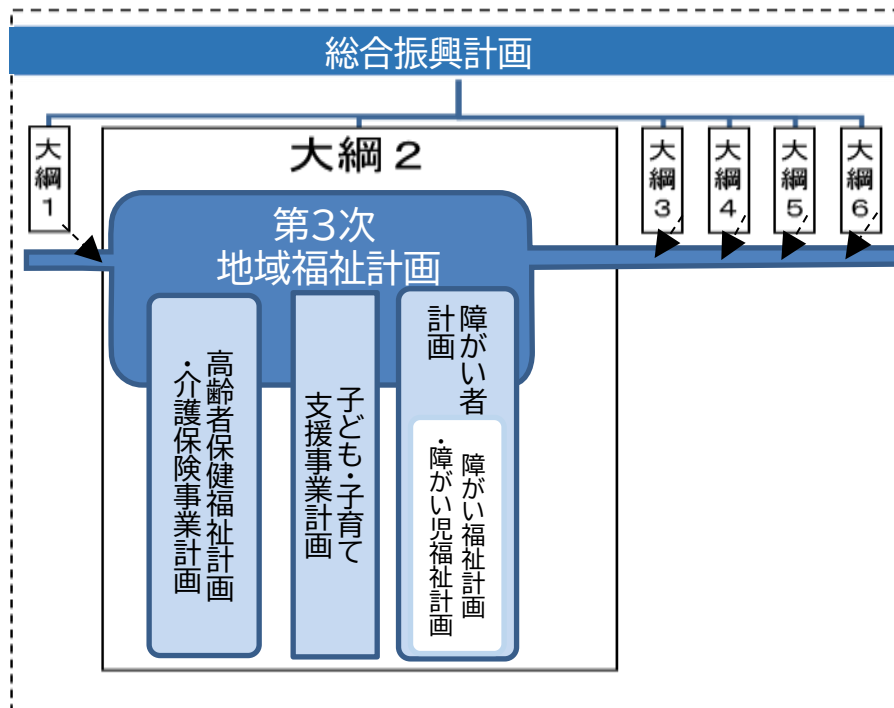 総合振興計画
大綱1
大綱2
大綱3
大綱4
大綱5
大綱6
第3次
地域福祉計画
高齢者保健福祉計画
・介護保険事業計画
子ども・子育て
支援事業計画
障がい者
計画
障がい福祉計画
・障がい児福祉計画